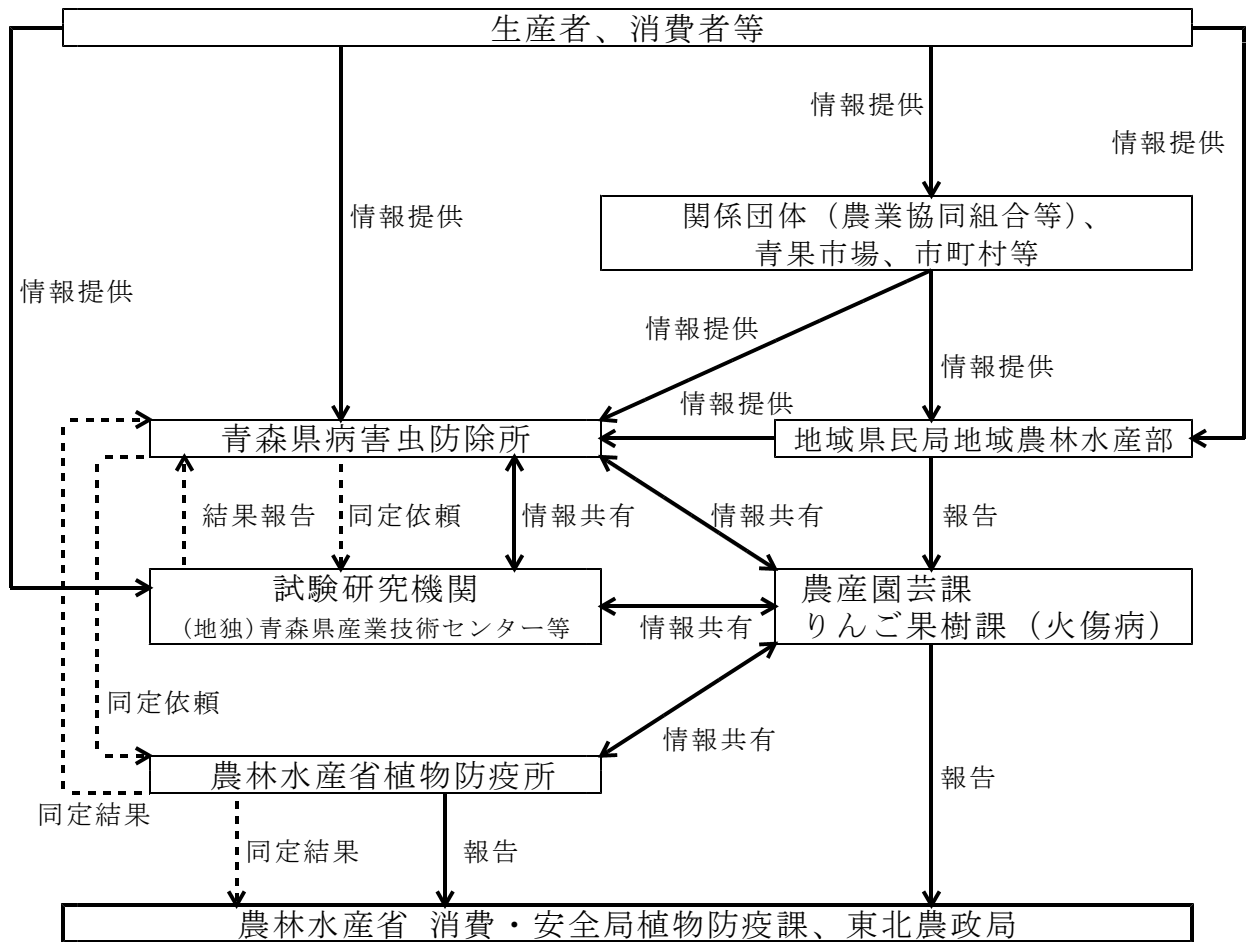 生産者、消費者等
情報提供
情報提供
情報提供
情報提供
関係団体（農業協同組合等）、
青果市場、市町村等
情報提供
情報提供
情報提供
青森県病害虫防除所
地域県民局地域農林水産部
結果報告
同定依頼
情報共有
情報共有
報告
試験研究機関
（地独）青森県産業技術センター等
情報共有
農産園芸課
りんご果樹課（火傷病）
同定依頼
情報共有
農林水産省植物防疫所
報告
同定結果
同定結果
報告
農林水産省 消費・安全局植物防疫課、東北農政局